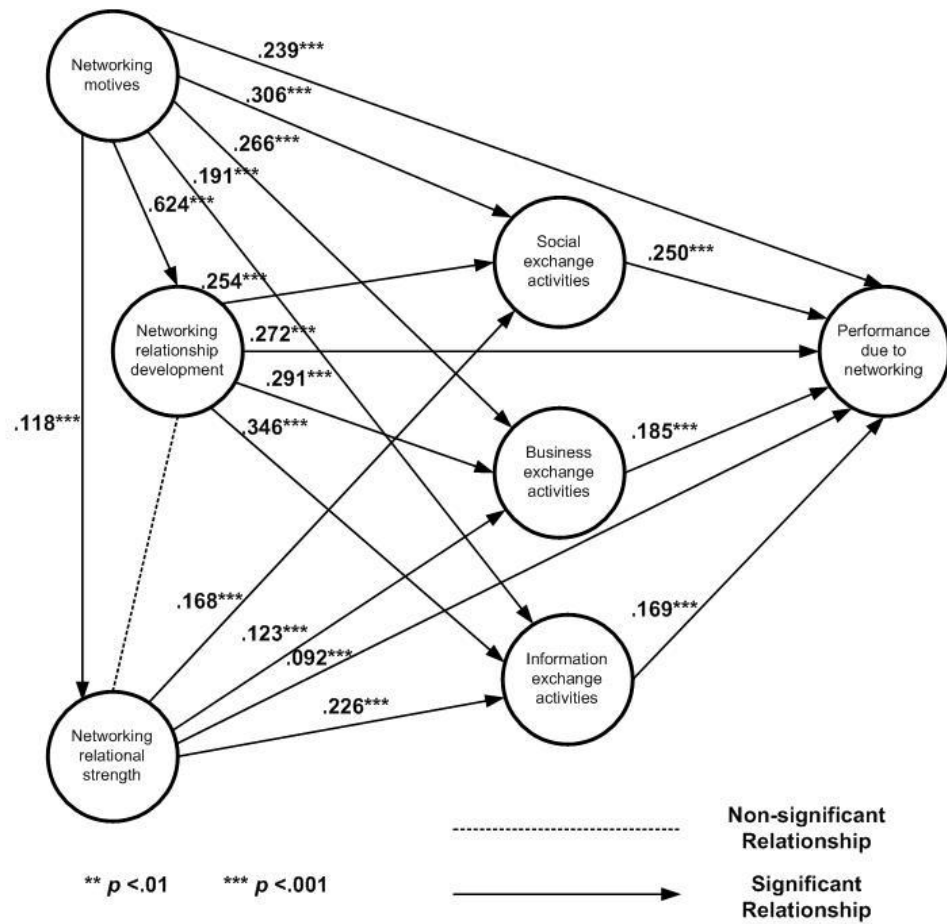 Networking
motives
.239***
.306***
.266***
.191***
.624***
Social
exchange
activities
.250***
.254***
Networking
relationship
development
.272***
Performance
due to
networking
.291***
.118***
.346***
Business
exchange
activities
.185***
.168***
.123***
.092***
Information
exchange
activities
.169***
.226***
Networking
relational
strength
Non-significant
Relationship
** p <.01 *** p <.001
Significant
Relationship